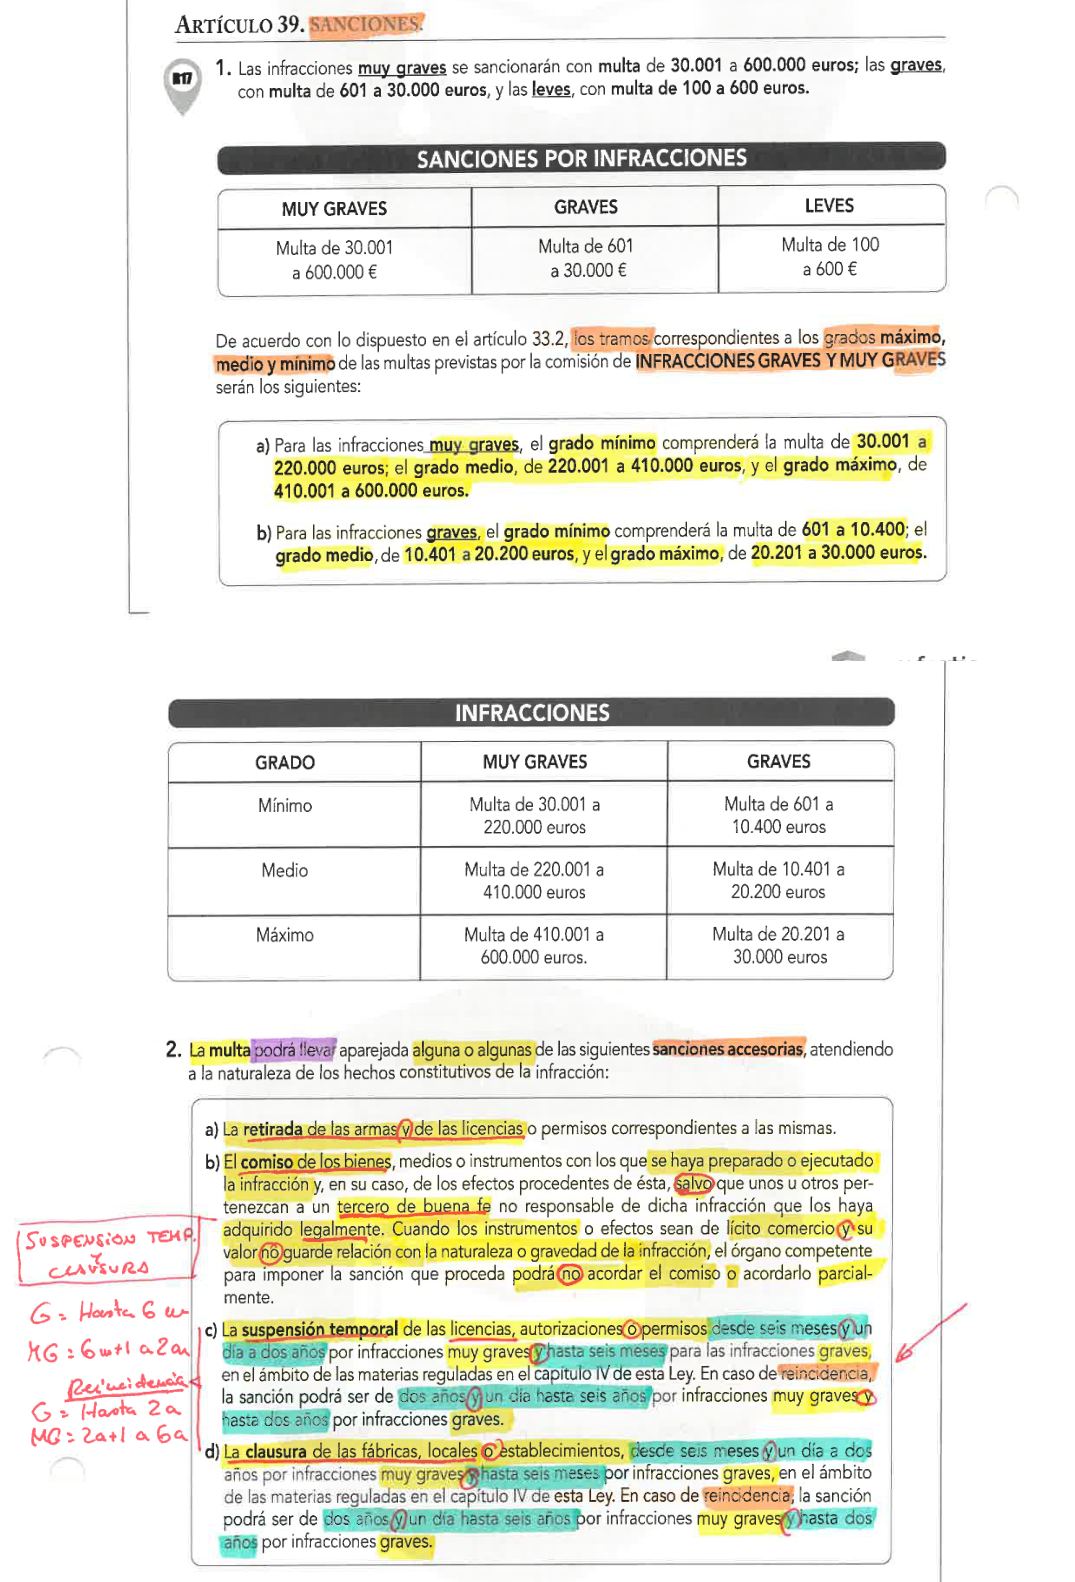 ARTÍCULO 39. SANCIONES.
B17
1. Las infracciones muy graves se sancionarán con multa de 30.001 a 600.000 euros; las graves,
con multa de 601 a 30.000 euros, y las leves, con multa de 100 a 600 euros.
SANCIONES POR INFRACCIONES
MUY GRAVES GRAVES LEVES
Multa de 30.001 Multa de 601 Multa de 100
a 600.000 € a 30.000 € a 600 €
De acuerdo con lo dispuesto en el artículo 33.2, los tramos correspondientes a los grados máximo,
medio y mínimo de las multas previstas por la comisión de INFRACCIONES GRAVES Y MUY GRAVES
serán los siguientes:
a) Para las infracciones muy graves, el grado mínimo comprenderá la multa de 30.001 a
220.000 euros; el grado medio, de 220.001 a 410.000 euros, y el grado máximo, de
410.001 a 600.000 euros.
b) Para las infracciones graves, el grado mínimo comprenderá la multa de 601 a 10.400; el
grado medio, de 10.401 a 20.200 euros, y el grado máximo, de 20.201 a 30.000 euros.
INFRACCIONES
GRADO MUY GRAVES GRAVES
Mínimo Multa de 30.001 a Multa de 601 a
220.000 euros 10.400 euros
Medio Multa de 220.001 a Multa de 10.401 a
410.000 euros 20.200 euros
Máximo Multa de 410.001 a Multa de 20.201 a
600.000 euros. 30.000 euros
2. La multa podrá llevar aparejada alguna o algunas de las siguientes sanciones accesorias, atendiendo
a la naturaleza de los hechos constitutivos de la infracción:
a) La retirada de las armas y de las licencias o permisos correspondientes a las mismas.
b) El comiso de los bienes, medios o instrumentos con los que se haya preparado o ejecutado
la infracción y, en su caso, de los efectos procedentes de ésta, salvo que unos u otros per-
tenezcan a un tercero de buena fe no responsable de dicha infracción que los haya
adquirido legalmente. Cuando los instrumentos o efectos sean de lícito comercio y su
valor no guarde relación con la naturaleza o gravedad de la infracción, el órgano competente
para imponer la sanción que proceda podrá no acordar el comiso o acordarlo parcial-
mente.
c) La suspensión temporal de las licencias, autorizaciones o permisos desde seis meses y un
día a dos años por infracciones muy graves y hasta seis meses para las infracciones graves,
en el ámbito de las materias reguladas en el capítulo IV de esta Ley. En caso de reincidencia,
la sanción podrá ser de dos años y un día hasta seis años por infracciones muy graves y
hasta dos años por infracciones graves.
d) La clausura de las fábricas, locales o establecimientos, desde seis meses y un día a dos
años por infracciones muy graves y hasta seis meses por infracciones graves, en el ámbito
de las materias reguladas en el capítulo IV de esta Ley. En caso de reincidencia, la sanción
podrá ser de dos años y un día hasta seis años por infracciones muy graves y hasta dos
años por infracciones graves.
SUSPENSION TEMP.
Y
CLAUSURA
G = Hasta 6 m
MG = 6m+1 a 2a
Reincidencia
G = Hasta 2a
MG = 2a+1 a 6a